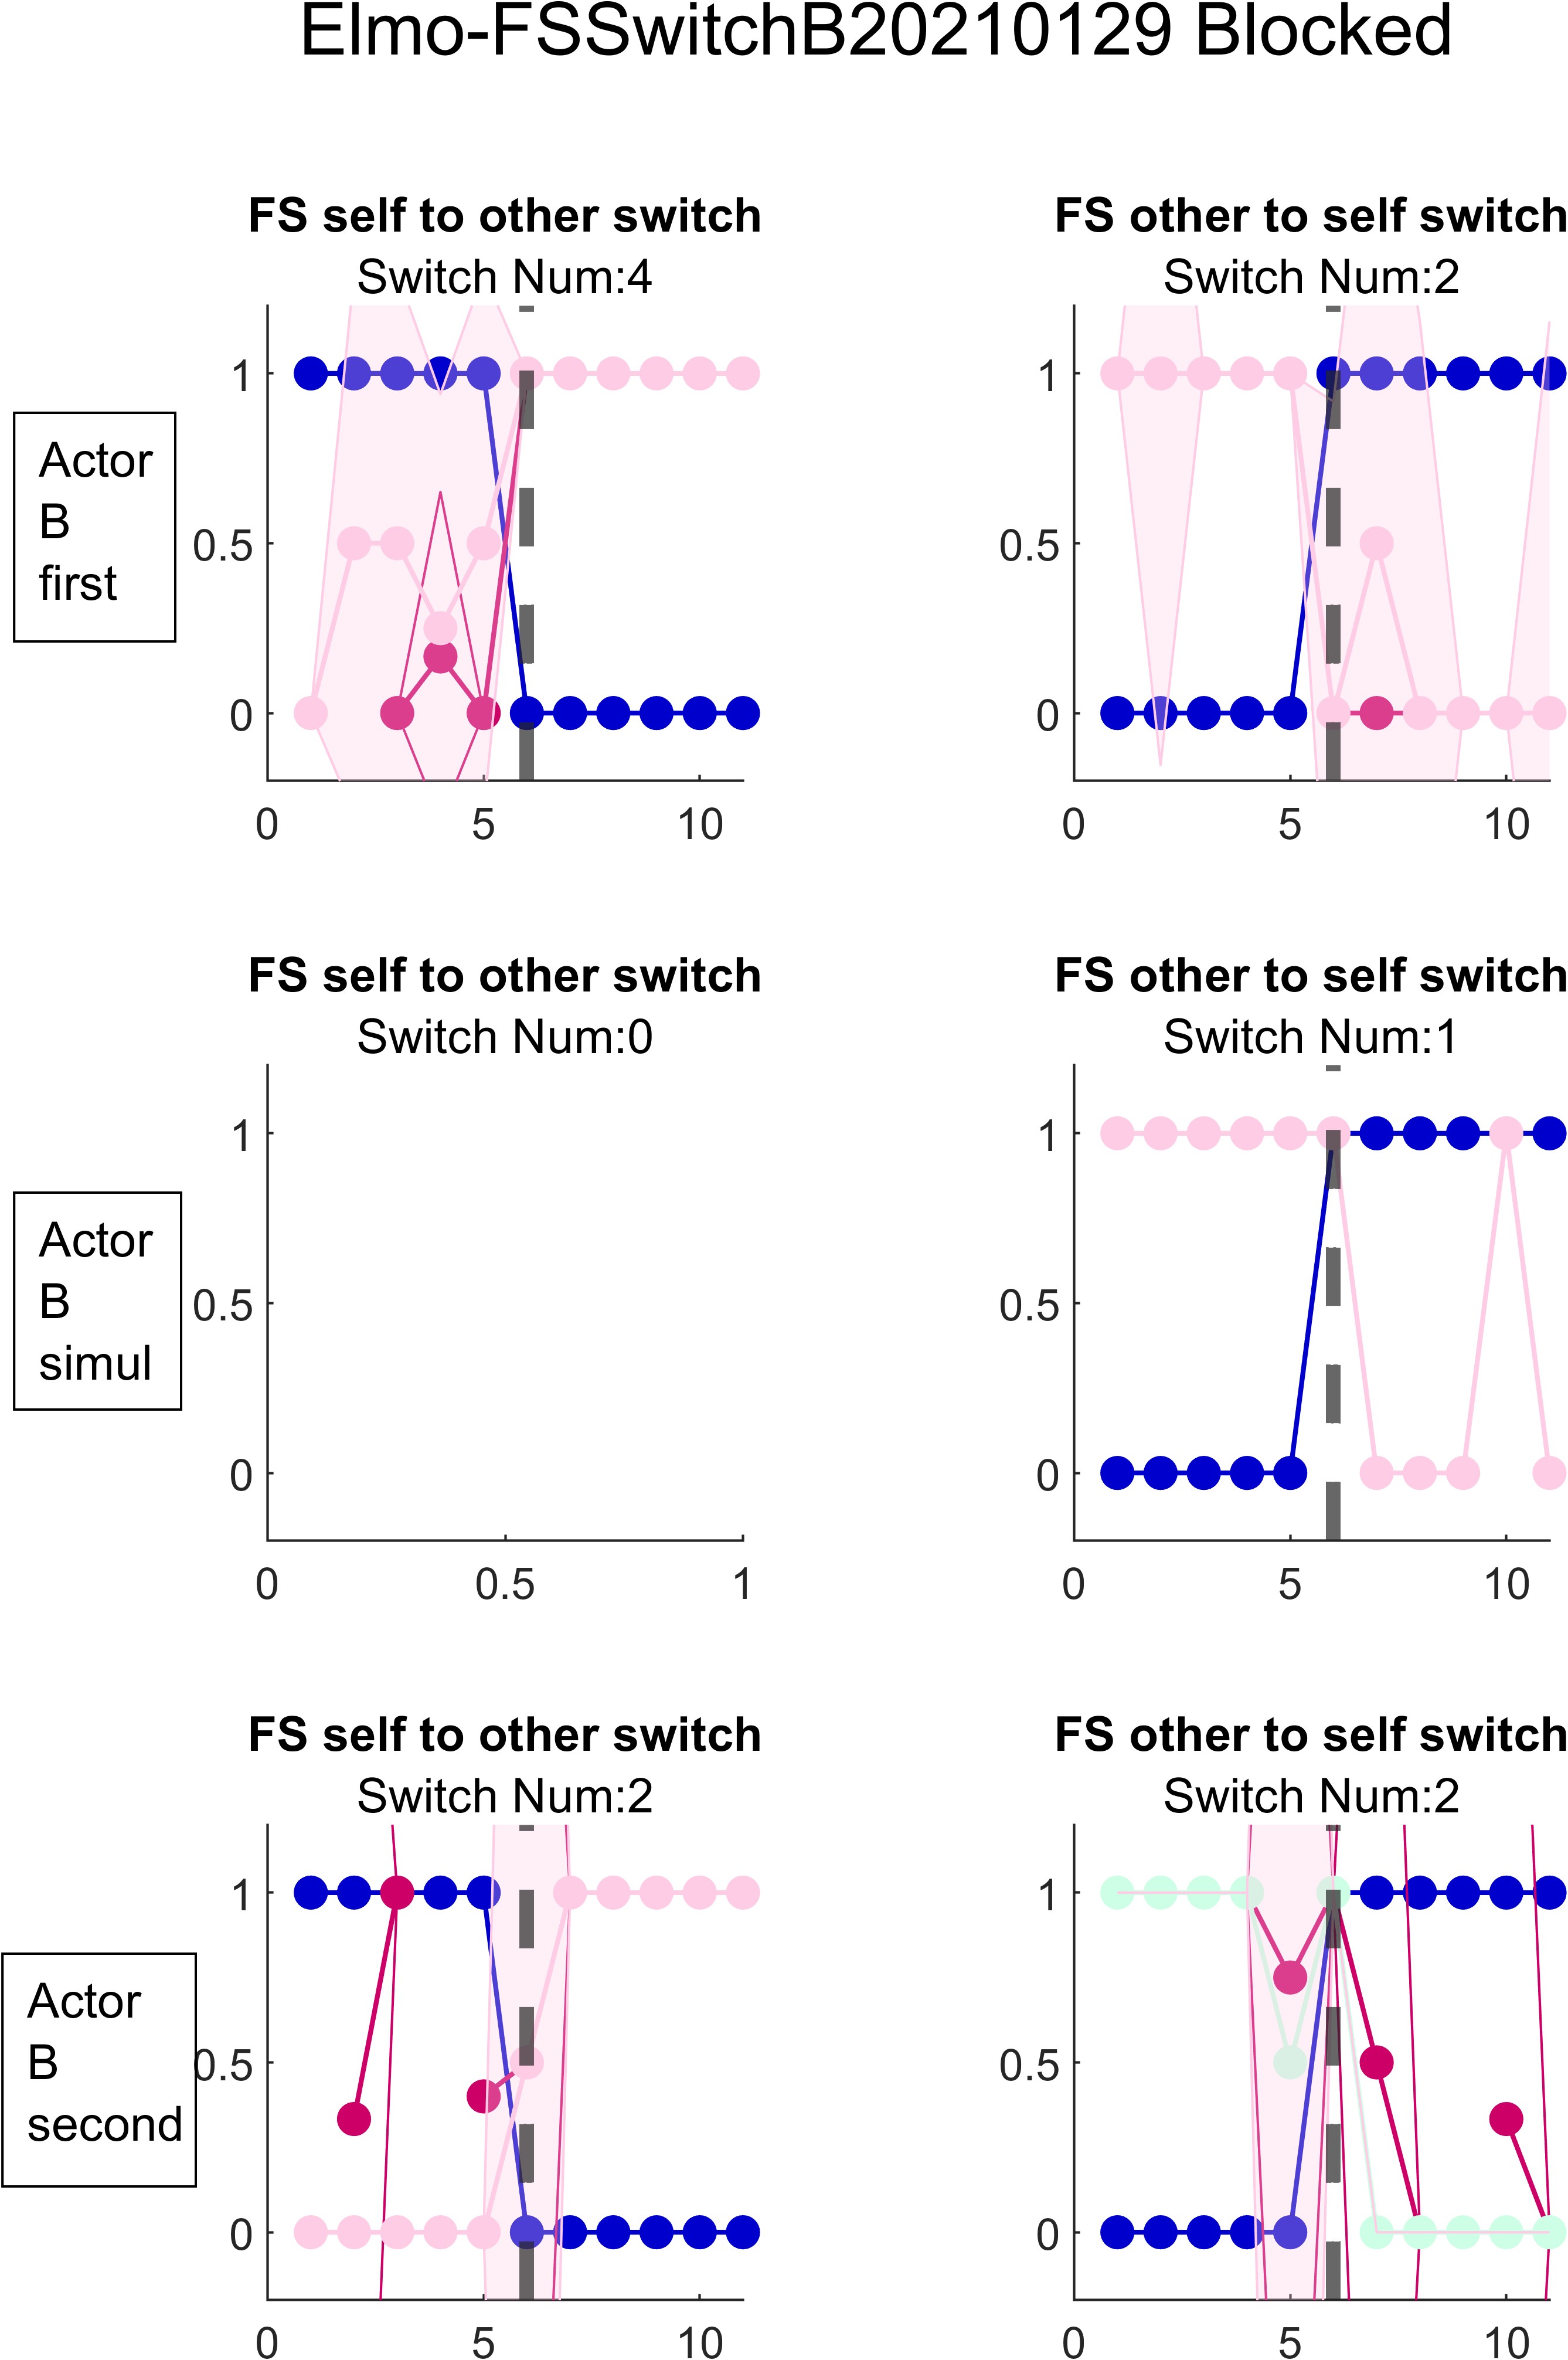 Elmo-FSSwitchB20210129 Blocked
FS self to other switch
Switch Num:4
FS other to self switch
Switch Num:2
Actor
B
first
1
0.5
0
0
5
10
1
0.5
0
0
5
10
FS self to other switch
Switch Num:0
FS other to self switch
Switch Num:1
Actor
B
simul
1
0.5
0
0
0.5
1
1
0.5
0
0
5
10
FS self to other switch
Switch Num:2
FS other to self switch
Switch Num:2
Actor
B
second
1
0.5
0
0
5
10
1
0.5
0
0
5
10